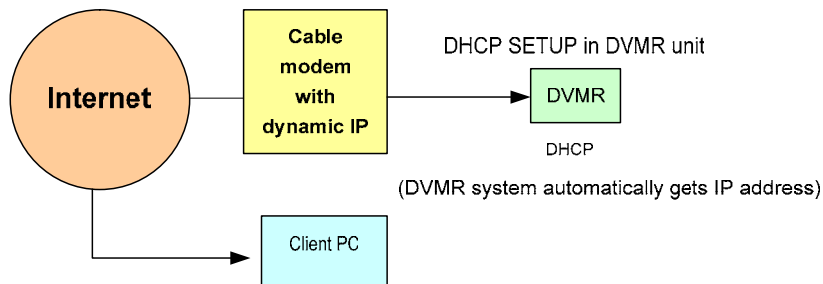 Internet
Cable
modem
with
dynamic IP
DHCP SETUP in DVMR unit
DVMR
DHCP
(DVMR system automatically gets IP address)
Client PC